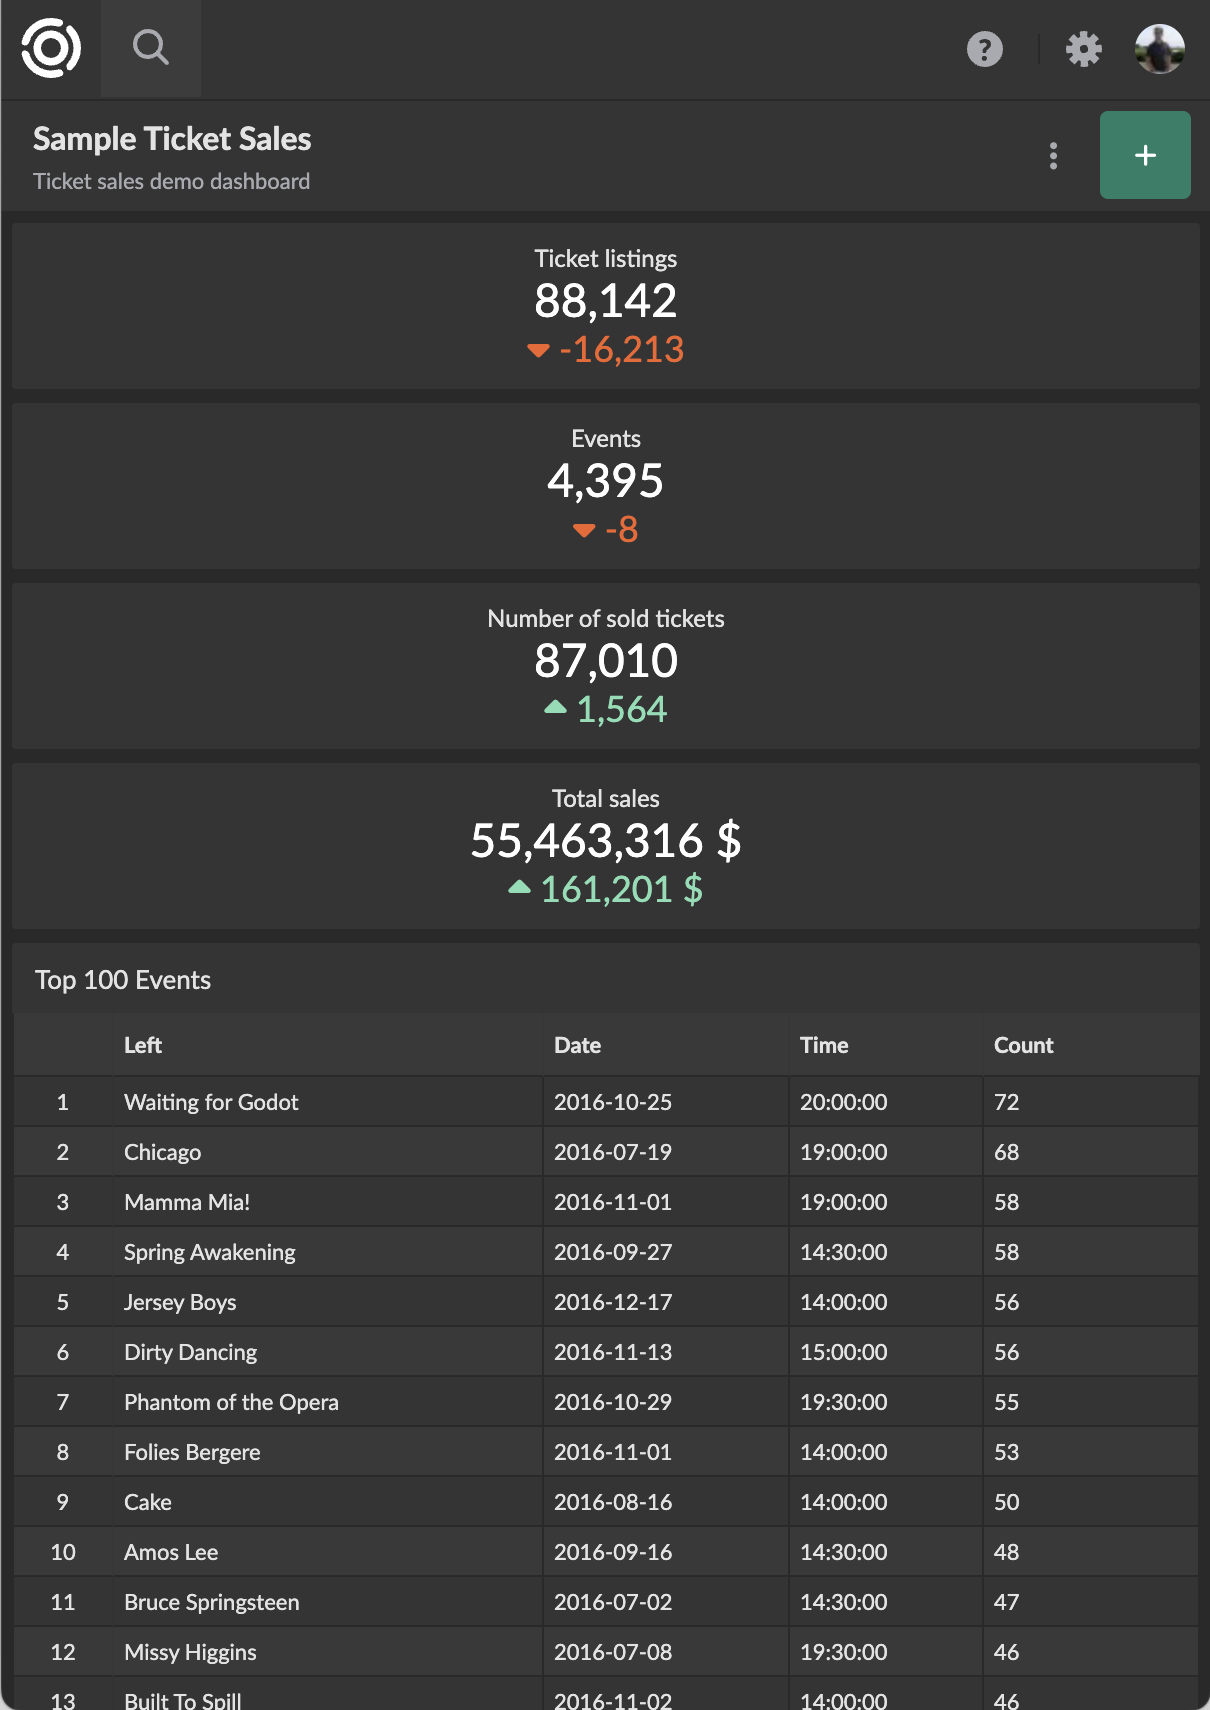 Sample Ticket Sales
Ticket sales demo dashboard
+
Ticket listings
88,142
-16,213
Events
4,395
-8
Number of sold tickets
87,010
1,564
Total sales
55,463,316 $
161,201 $
Top 100 Events
Left Date Time Count
1 Waiting for Godot 2016-10-25 20:00:00 72
2 Chicago 2016-07-19 19:00:00 68
3 Mamma Mia! 2016-11-01 19:00:00 58
4 Spring Awakening 2016-09-27 14:30:00 58
5 Jersey Boys 2016-12-17 14:00:00 56
6 Dirty Dancing 2016-11-13 15:00:00 56
7 Phantom of the Opera 2016-10-29 19:30:00 55
8 Folies Bergere 2016-11-01 14:00:00 53
9 Cake 2016-08-16 14:00:00 50
10 Amos Lee 2016-09-16 14:30:00 48
11 Bruce Springsteen 2016-07-02 14:30:00 47
12 Missy Higgins 2016-07-08 19:30:00 46
13 Built To Spill 2016-11-02 14:00:00 46